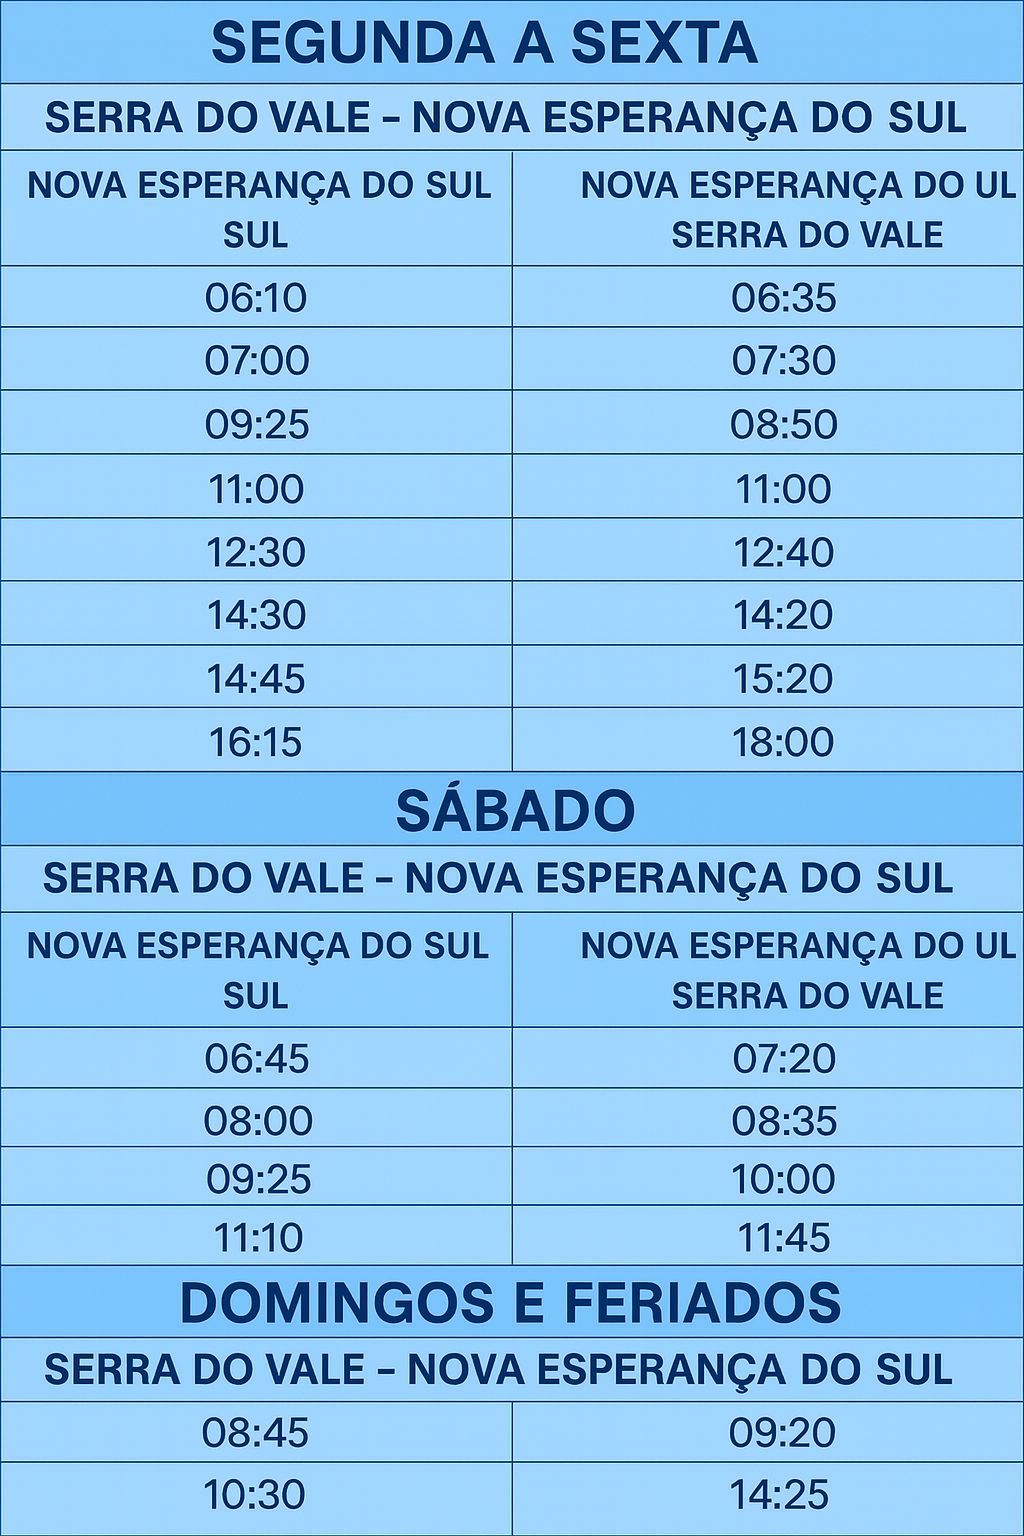 SEGUNDA A SEXTA
SERRA DO VALE – NOVA ESPERANÇA DO SUL
NOVA ESPERANÇA DO SUL
SUL
NOVA ESPERANÇA DO UL
SERRA DO VALE
06:10 06:35
07:00 07:30
09:25 08:50
11:00 11:00
12:30 12:40
14:30 14:20
14:45 15:20
16:15 18:00
SÁBADO
SERRA DO VALE – NOVA ESPERANÇA DO SUL
NOVA ESPERANÇA DO SUL
SUL
NOVA ESPERANÇA DO UL
SERRA DO VALE
06:45 07:20
08:00 08:35
09:25 10:00
11:10 11:45
DOMINGOS E FERIADOS
SERRA DO VALE – NOVA ESPERANÇA DO SUL
08:45 09:20
10:30 14:25